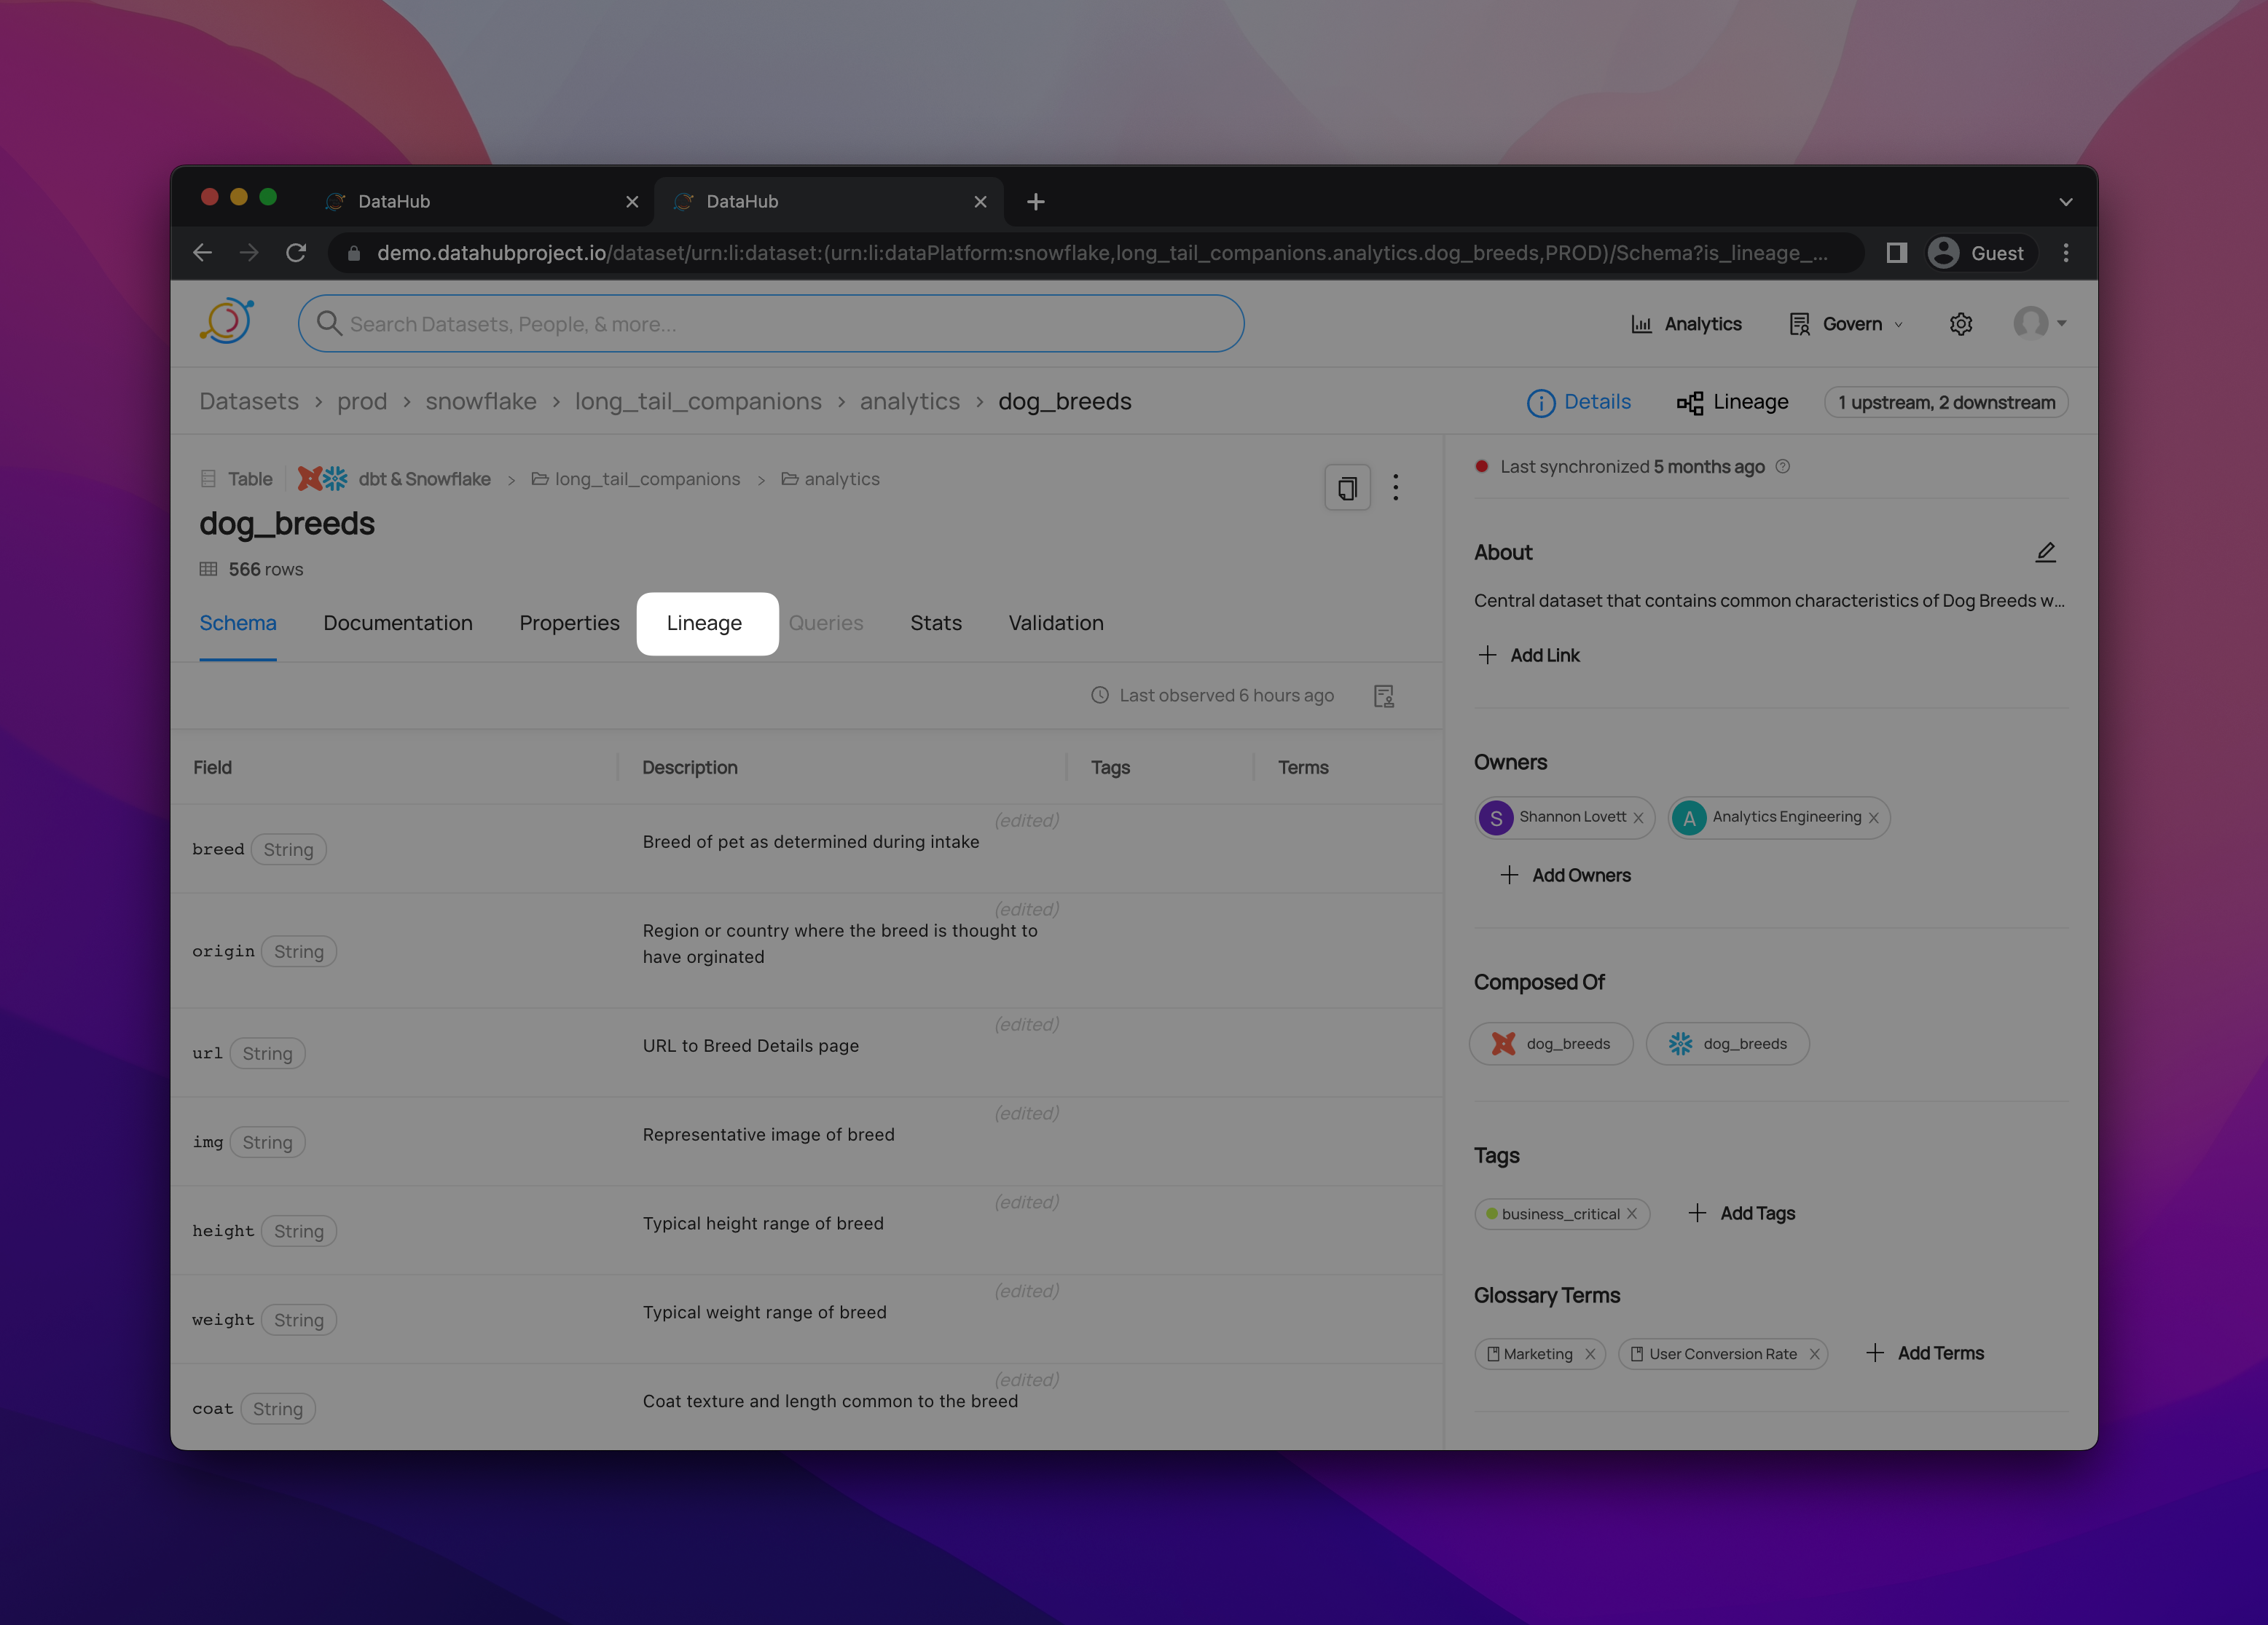 DataHub
DataHub
demo.datahubproject.io/dataset/urn:li:dataset:(urn:li:dataPlatform:snowflake,long_tail_companions.analytics.dog_breeds,PROD)/Schema?is_lineage_...
Guest
Search Datasets, People, & more...
Analytics
Govern
Datasets > prod > snowflake > long_tail_companions > analytics > dog_breeds
Details
Lineage
1 upstream, 2 downstream
Table
dbt & Snowflake > long_tail_companions > analytics
dog_breeds
566 rows
Schema Documentation Properties Lineage Queries Stats Validation
Last observed 6 hours ago
Field Description Tags Terms
(edited)
breed String Breed of pet as determined during intake
(edited)
origin String Region or country where the breed is thought to
have orginated
(edited)
url String URL to Breed Details page
(edited)
img String Representative image of breed
(edited)
height String Typical height range of breed
(edited)
weight String Typical weight range of breed
(edited)
coat String Coat texture and length common to the breed
Last synchronized 5 months ago
About
Central dataset that contains common characteristics of Dog Breeds w...
Add Link
Owners
S Shannon Lovett A Analytics Engineering
Add Owners
Composed Of
dog_breeds dog_breeds
Tags
business_critical Add Tags
Glossary Terms
Marketing User Conversion Rate Add Terms